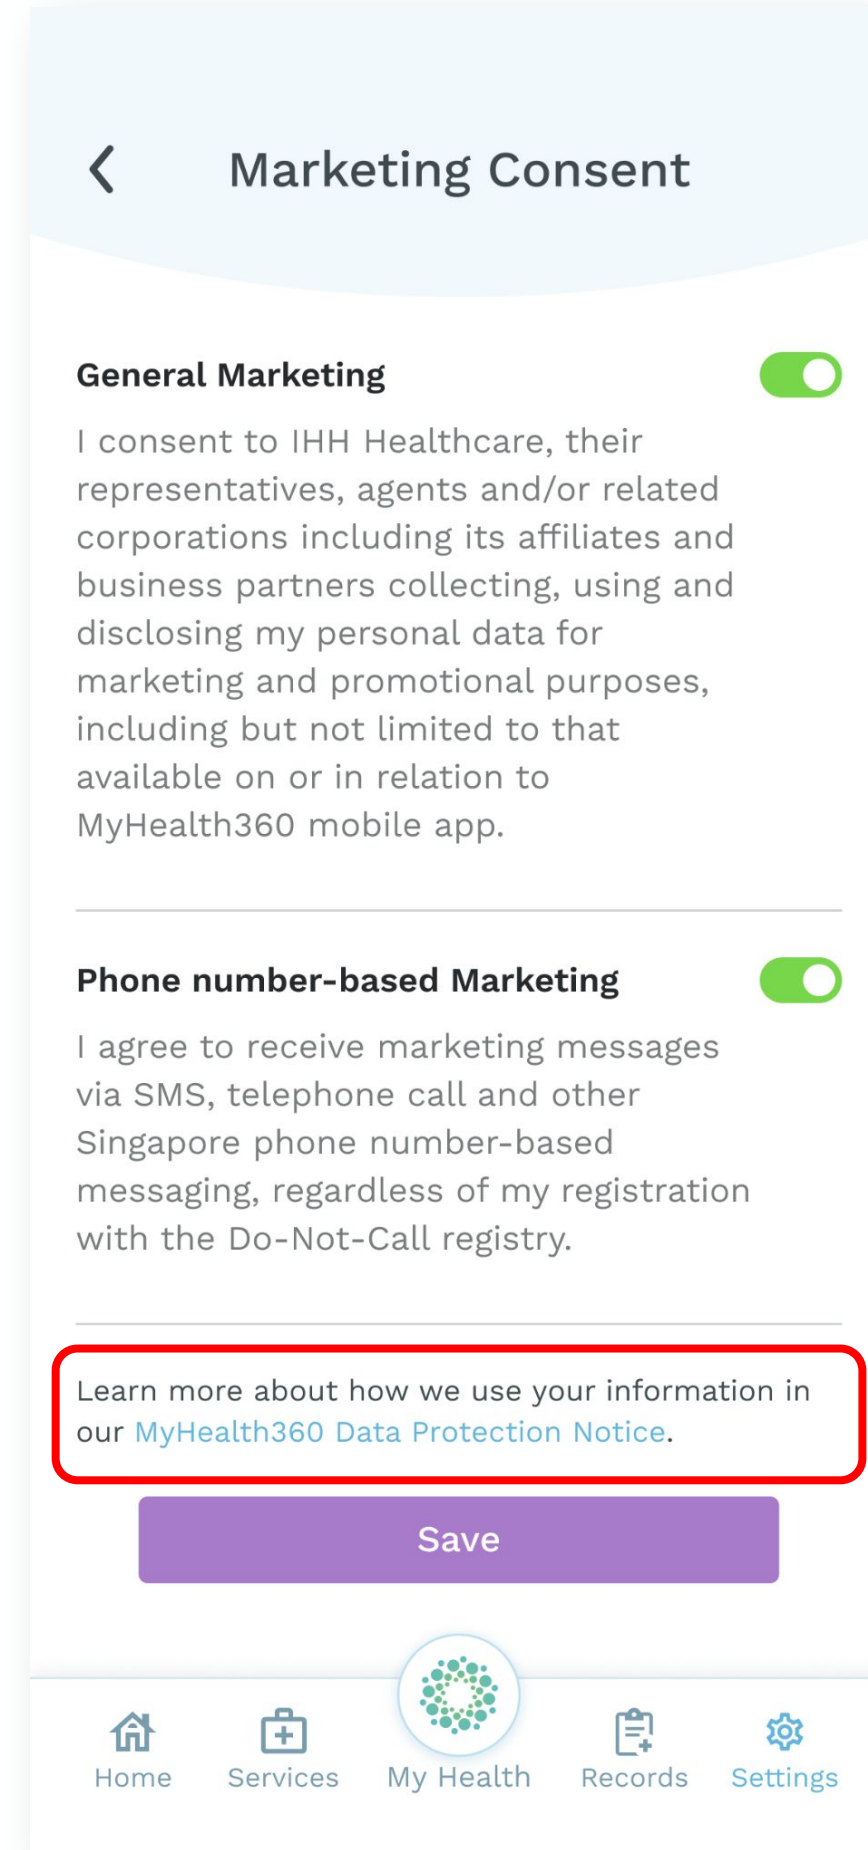 Marketing Consent
General Marketing
I consent to IHH Healthcare, their
representatives, agents and/or related
corporations including its affiliates and
business partners collecting, using and
disclosing my personal data for
marketing and promotional purposes,
including but not limited to that
available on or in relation to
MyHealth360 mobile app.
Phone number-based Marketing
I agree to receive marketing messages
via SMS, telephone call and other
Singapore phone number-based
messaging, regardless of my registration
with the Do-Not-Call registry.
Learn more about how we use your information in
our MyHealth360 Data Protection Notice.
Save
Home Services My Health Records Settings